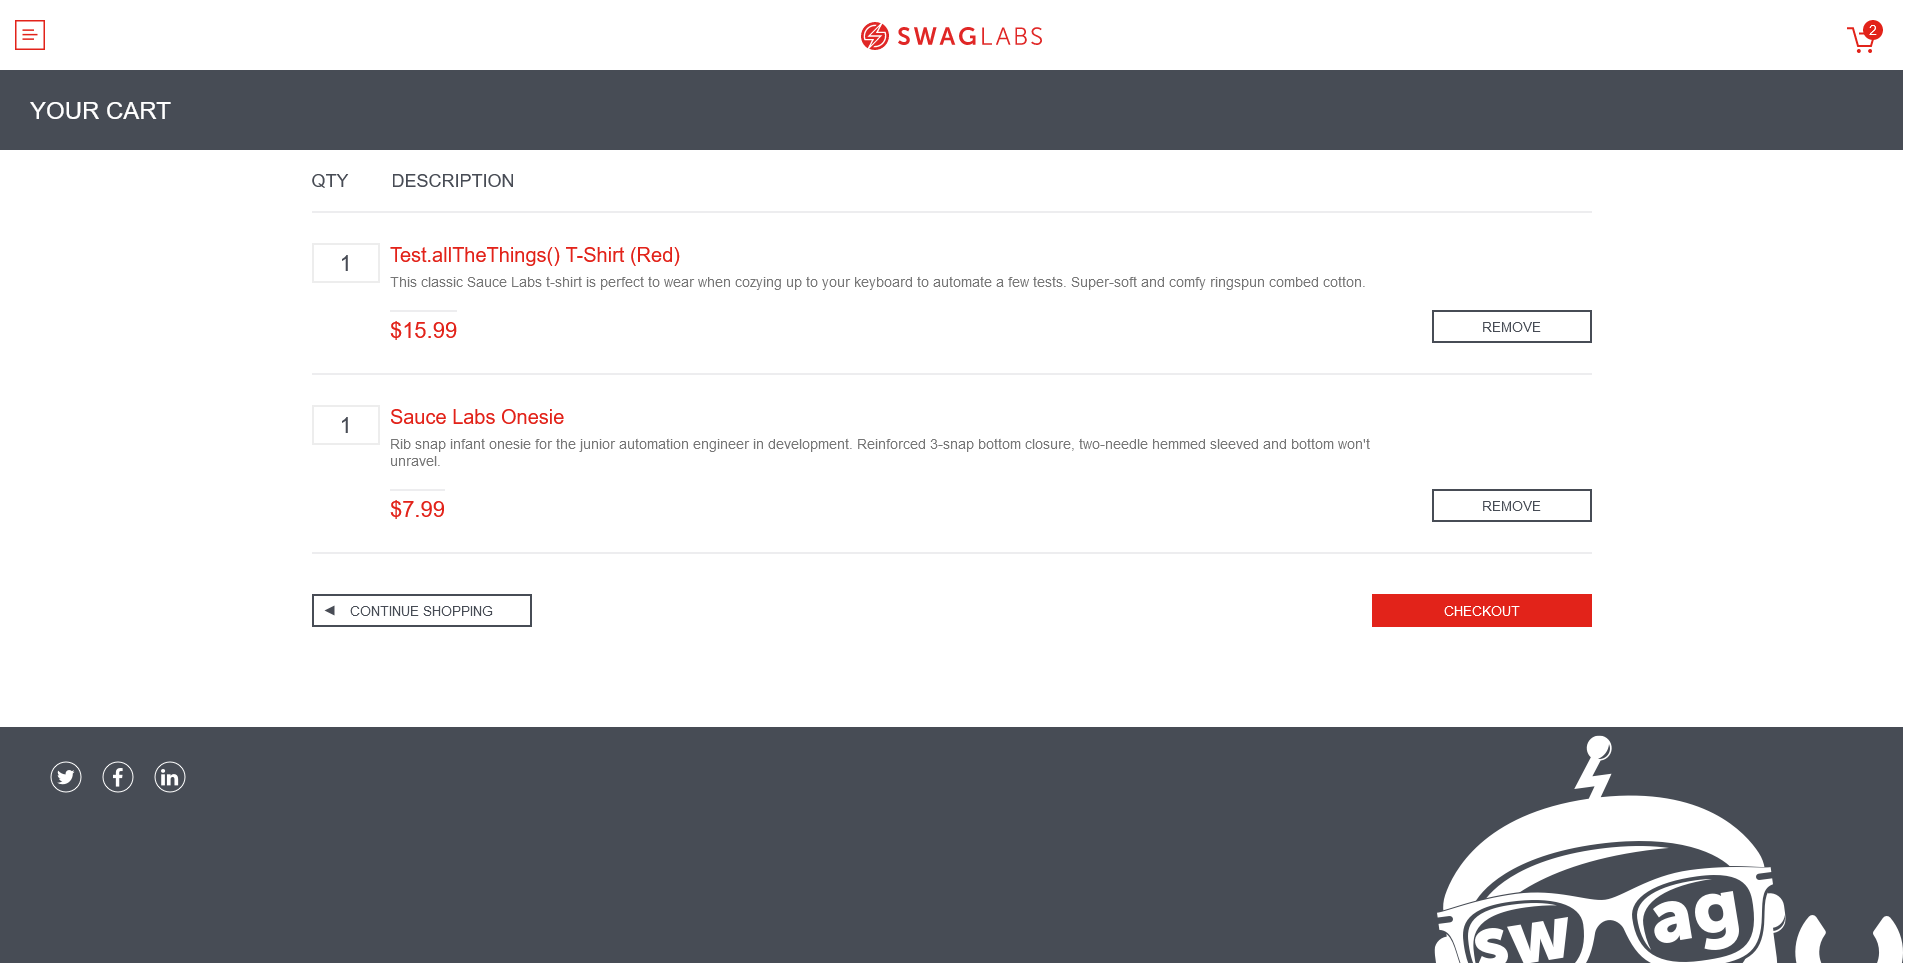 SWAGLABS
2
YOUR CART
QTY DESCRIPTION
1 Test.allTheThings() T-Shirt (Red)
This classic Sauce Labs t-shirt is perfect to wear when cozying up to your keyboard to automate a few tests. Super-soft and comfy ringspun combed cotton.
$15.99 REMOVE
1 Sauce Labs Onesie
Rib snap infant onesie for the junior automation engineer in development. Reinforced 3-snap bottom closure, two-needle hemmed sleeved and bottom won't
unravel.
$7.99 REMOVE
CONTINUE SHOPPING CHECKOUT
swag